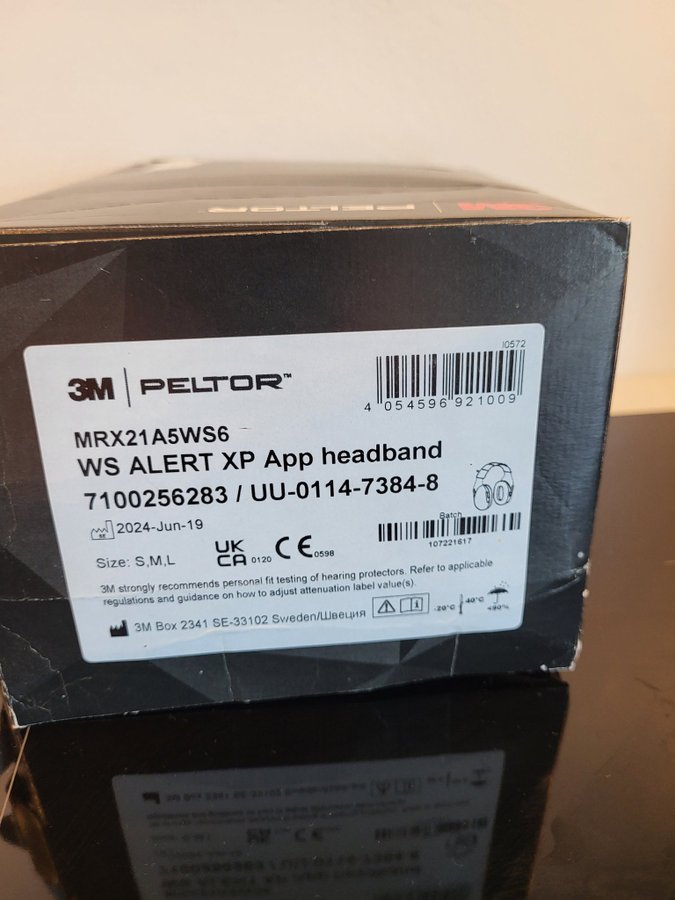 3M | PELTOR
I0572
3M | PELTOR™
4 054596 921009
MRX21A5WS6
WS ALERT XP App headband
7100256283 / UU-0114-7384-8
SE 2024-Jun-19
Batch
107221617
Size: S,M,L
UK CA 0120 CE 0598
3M strongly recommends personal fit testing of hearing protectors. Refer to applicable
regulations and guidance on how to adjust attenuation label value(s).
3M Box 2341 SE-33102 Sweden/Швеция
-20°C 40°C <90%